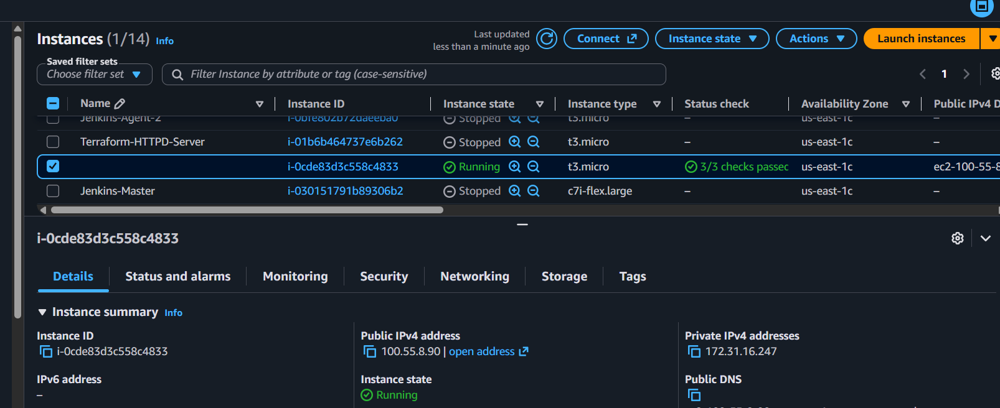 Instances (1/14) Info
Last updated
less than a minute ago
Connect
Instance state
Actions
Launch instances
Saved filter sets
Choose filter set
Filter Instance by attribute or tag (case-sensitive)
1
Name Instance ID Instance state Instance type Status check Availability Zone Public IPv4 D
Jenkins-Agent-2 i-0bfe802b72daeeba0 Stopped t3.micro – us-east-1c –
Terraform-HTTPD-Server i-01b6b464737e6b262 Stopped t3.micro – us-east-1c –
i-0cde83d3c558c4833 Running t3.micro 3/3 checks passed us-east-1c ec2-100-55-8
Jenkins-Master i-030151791b89306b2 Stopped c7i-flex.large – us-east-1c –
i-0cde83d3c558c4833
Details Status and alarms Monitoring Security Networking Storage Tags
Instance summary Info
Instance ID
i-0cde83d3c558c4833
Public IPv4 address
100.55.8.90 | open address
Private IPv4 addresses
172.31.16.247
IPv6 address
–
Instance state
Running
Public DNS